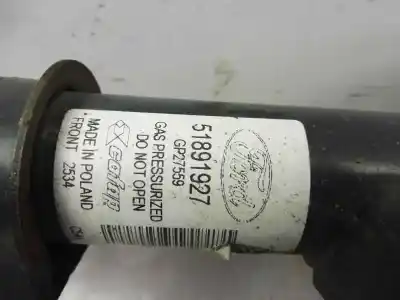 51891927
GP27559
GAS PRESSURIZED
DO NOT OPEN
MADE IN POLAND
FRONT 2534